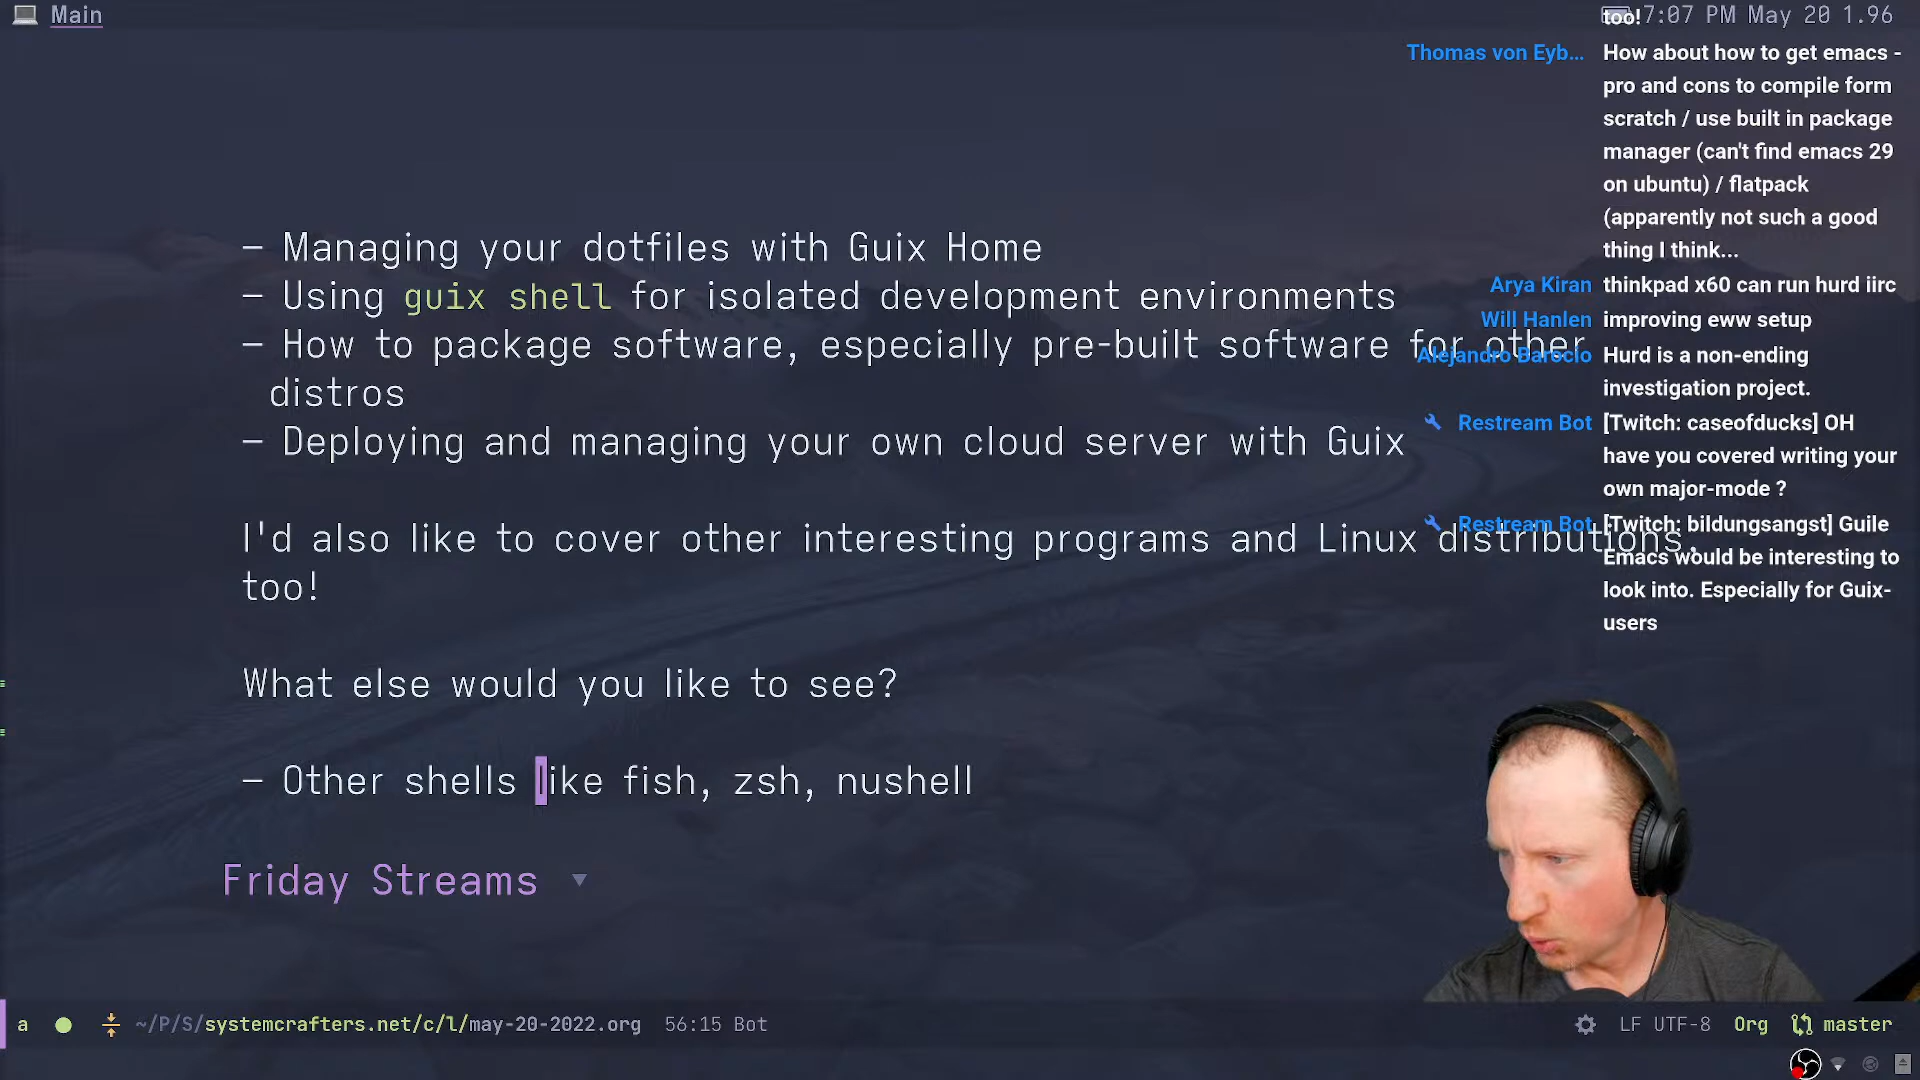 Main
7:07 PM May 20 1.96
too!
Thomas von Eyb...
How about how to get emacs -
pro and cons to compile form
scratch / use built in package
manager (can't find emacs 29
on ubuntu) / flatpack
(apparently not such a good
thing I think...
Arya Kiran
thinkpad x60 can run hurd iirc
Will Hanlen
improving eww setup
Alejandro Barocio
Hurd is a non-ending
investigation project.
Restream Bot
[Twitch: caseofducks] OH
have you covered writing your
own major-mode ?
Restream Bot
[Twitch: bildungsangst] Guile
Emacs would be interesting to
look into. Especially for Guix-
users
– Managing your dotfiles with Guix Home
– Using guix shell for isolated development environments
– How to package software, especially pre-built software for other
distros
– Deploying and managing your own cloud server with Guix
I'd also like to cover other interesting programs and Linux distributions,
too!
What else would you like to see?
– Other shells like fish, zsh, nushell
Friday Streams ▾
a ~/P/S/systemcrafters.net/c/l/may-20-2022.org 56:15 Bot
LF UTF-8 Org master